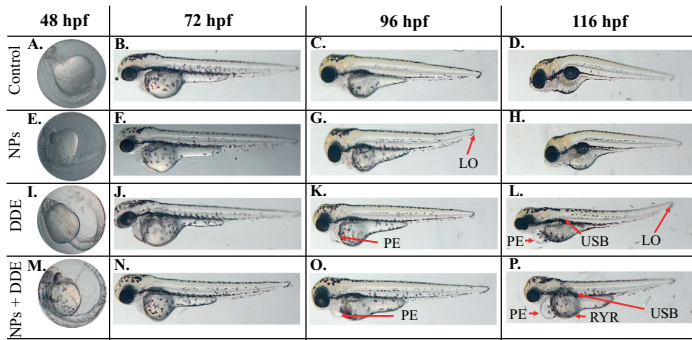 48 hpf 72 hpf 96 hpf 116 hpf
Control
A. B. C. D.
NPs
E. F. G. H.
LO
DDE
I. J. K. L.
PE PE USB LO
NPs + DDE
M. N. O. P.
PE PE RYR USB